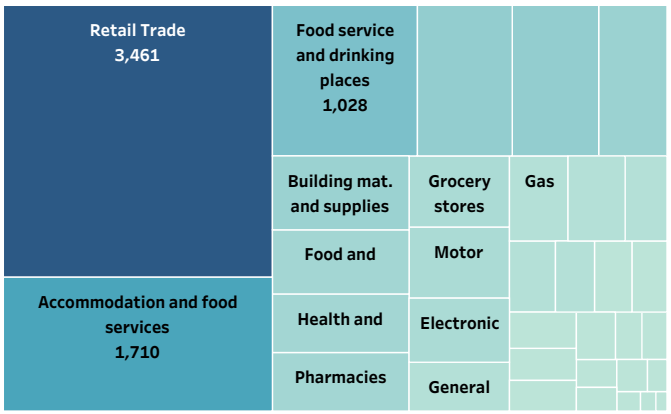 Retail Trade
3,461
Accommodation and food
services
1,710
Food service
and drinking
places
1,028
Building mat.
and supplies
Food and
Health and
Pharmacies
Grocery
stores
Motor
Electronic
General
Gas